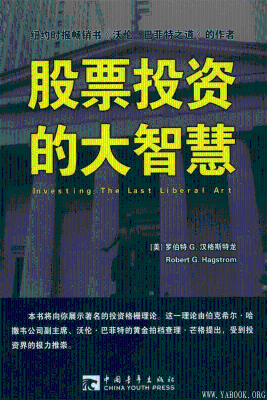 纽约时报畅销书《沃伦·巴菲特之道》的作者
股票投资
的大智慧
Investing The Last Liberal Art
[美] 罗伯特 G. 汉格斯特龙
Robert G. Hagstrom
本书将向你展示著名的投资格栅理论。这一理论由伯克希尔·哈
撒韦公司副主席、沃伦·巴菲特的黄金拍档查理·芒格提出，受到投
资界的极力推崇。
中国青年出版社
CHINA YOUTH PRESS
WWW.YABOOK.ORG